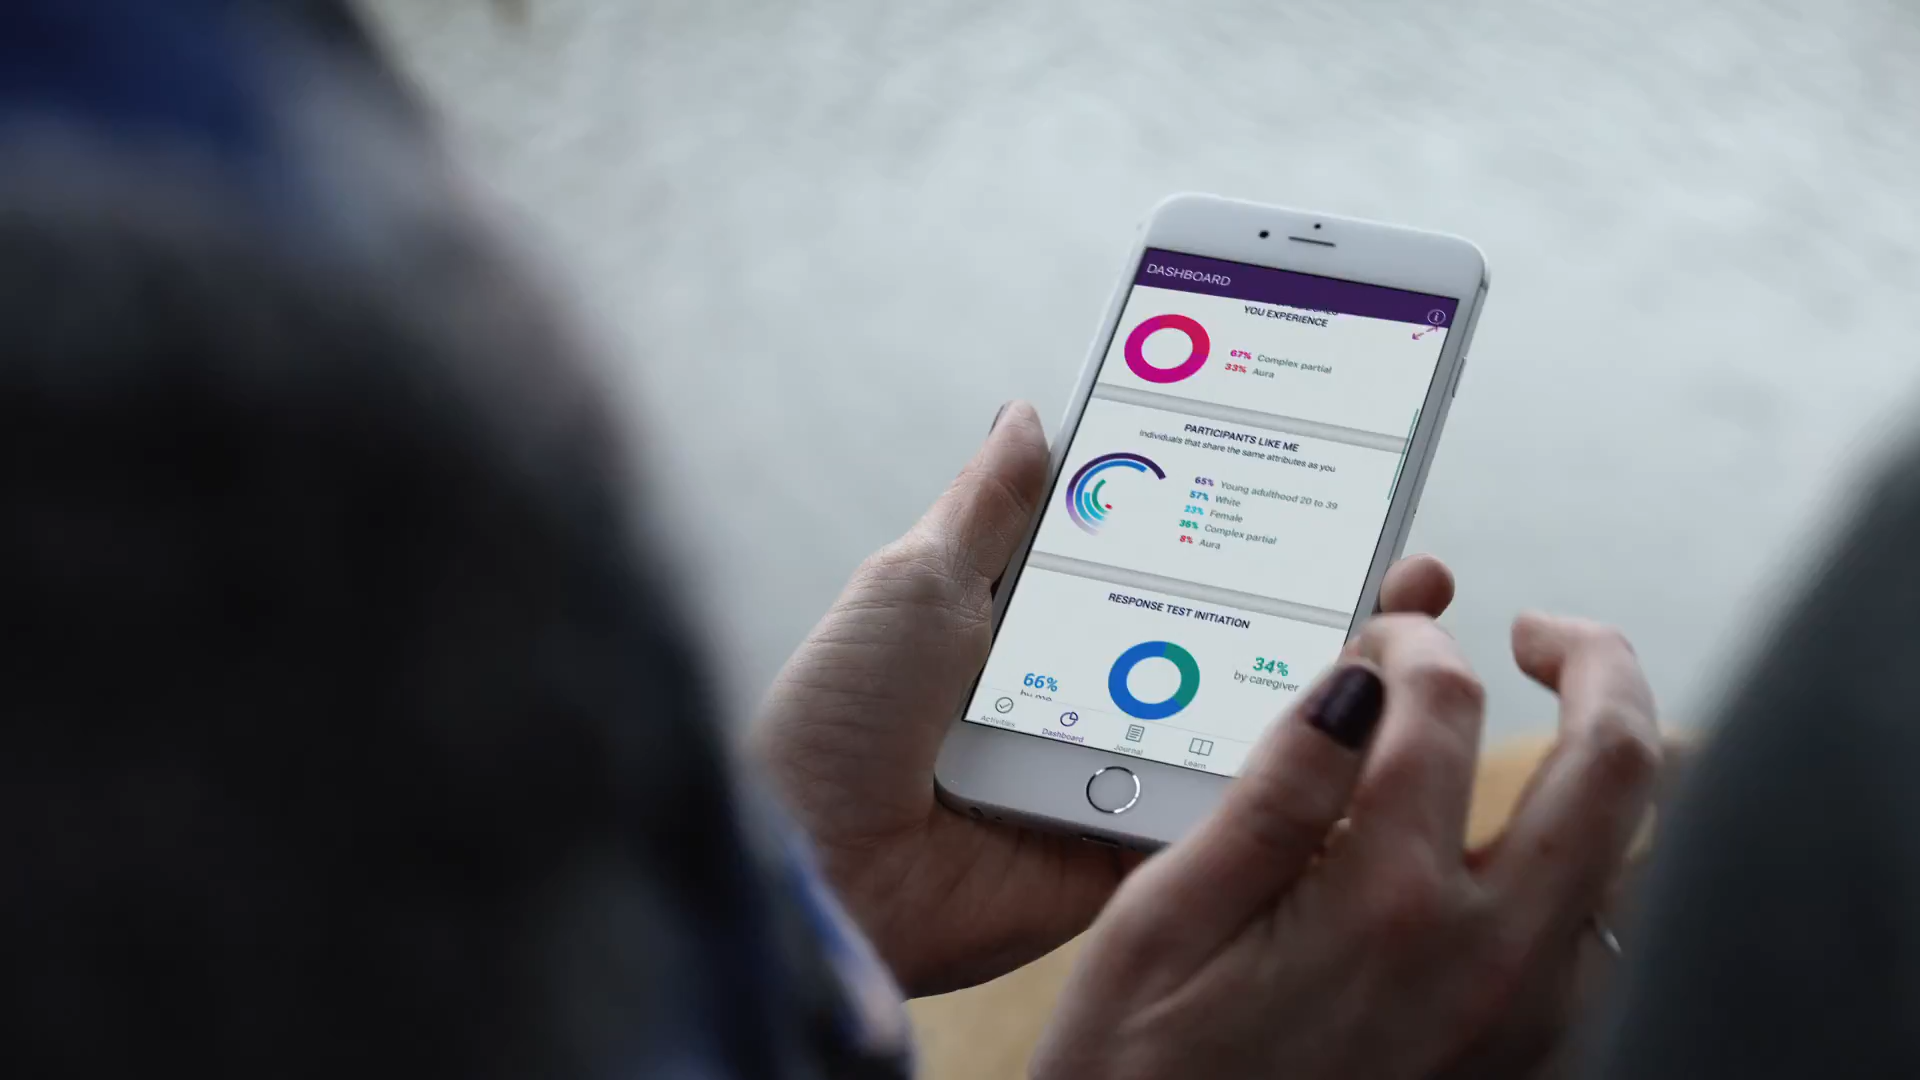 DASHBOARD
YOU EXPERIENCE
67% Complex partial
33% Aura
PARTICIPANTS LIKE ME
Individuals that share the same attributes as you
65% Young adulthood 20 to 39
57% White
23% Female
36% Complex partial
8% Aura
RESPONSE TEST INITIATION
34%
by caregiver
66%
by me
Activities
Dashboard
Journal
Learn